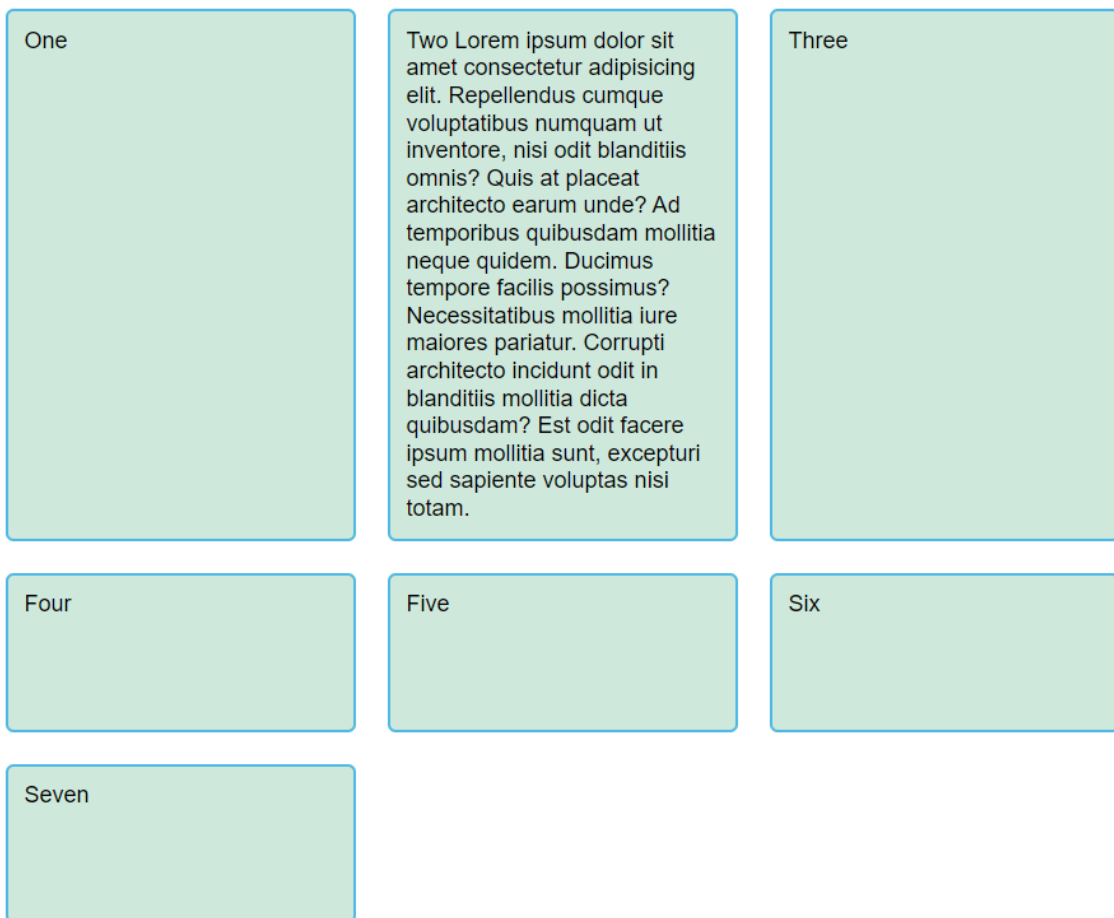 One
Two Lorem ipsum dolor sit
amet consectetur adipisicing
elit. Repellendus cumque
voluptatibus numquam ut
inventore, nisi odit blanditiis
omnis? Quis at placeat
architecto earum unde? Ad
temporibus quibusdam mollitia
neque quidem. Ducimus
tempore facilis possimus?
Necessitatibus mollitia iure
maiores pariatur. Corrupti
architecto incidunt odit in
blanditiis mollitia dicta
quibusdam? Est odit facere
ipsum mollitia sunt, excepturi
sed sapiente voluptas nisi
totam.
Three
Four
Five
Six
Seven